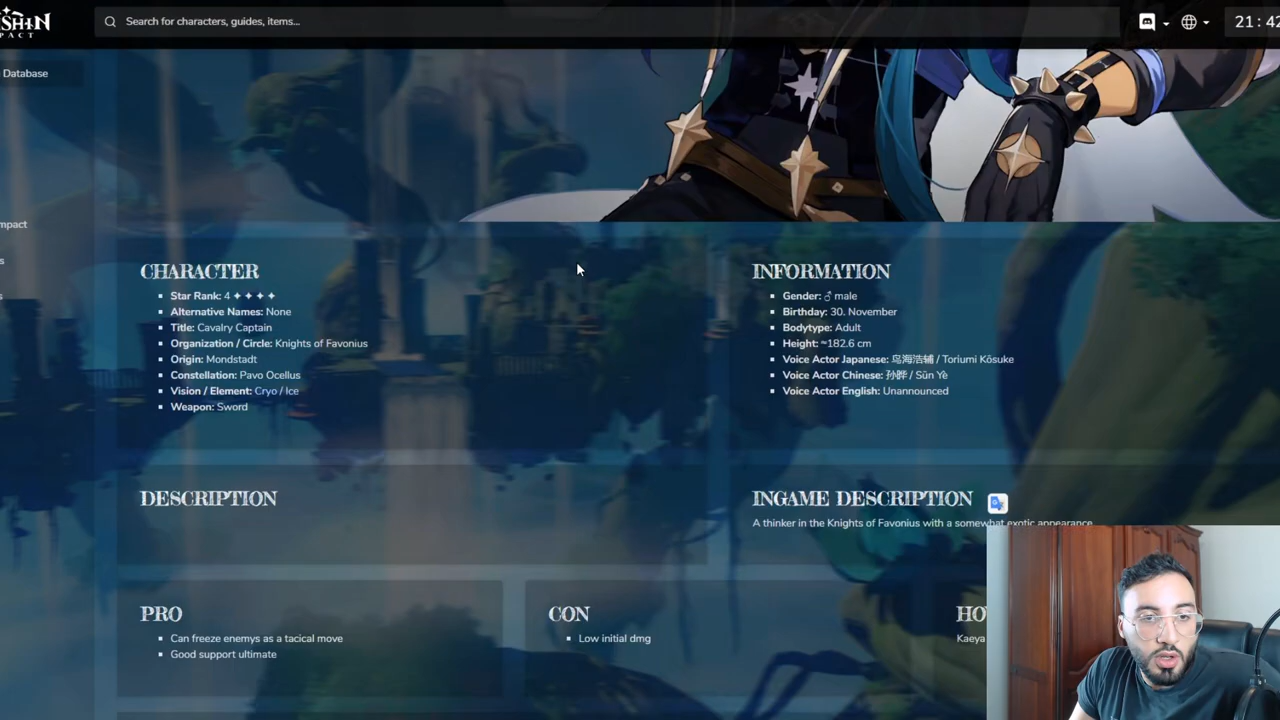 Search for characters, guides, items...
21:42
Database
CHARACTER
Star Rank: 4 ✦ ✦ ✦ ✦
Alternative Names: None
Title: Cavalry Captain
Organization / Circle: Knights of Favonius
Origin: Mondstadt
Constellation: Pavo Ocellus
Vision / Element: Cryo / Ice
Weapon: Sword
INFORMATION
Gender: ♂ male
Birthday: 30. November
Bodytype: Adult
Height: ≈182.6 cm
Voice Actor Japanese: 鸟海浩辅 / Toriumi Kōsuke
Voice Actor Chinese: 孙晔 / Sūn Yè
Voice Actor English: Unannounced
DESCRIPTION
INGAME DESCRIPTION
A thinker in the Knights of Favonius with a somewhat exotic appearance.
PRO
Can freeze enemys as a tacical move
Good support ultimate
CON
Low initial dmg
HO
Kaeya